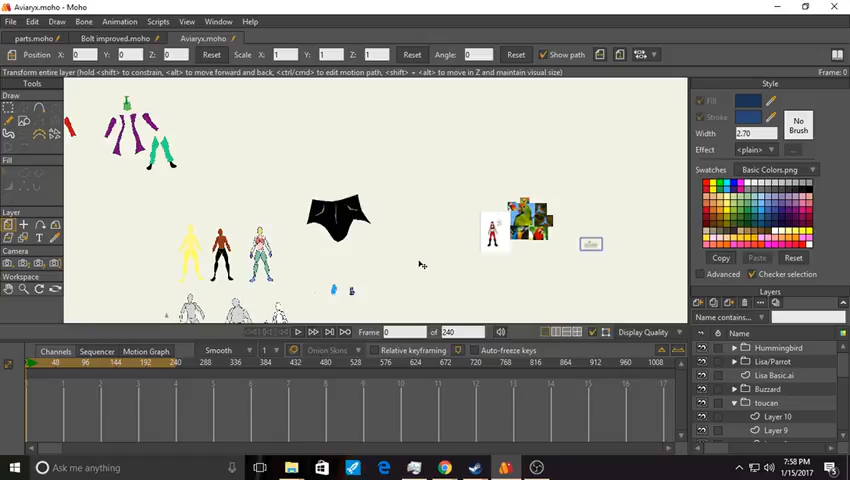 Aviaryx.moho - Moho
File Edit Draw Bone Animation Scripts View Window Help
parts.moho Bolt improved.moho Aviaryx.moho
Position X: 0 Y: 0 Z: 0 Reset Scale X: 1 Y: 1 Z: 1 Reset Angle: 0 Reset Show path
Transform entire layer (hold <shift> to constrain, <alt> to move forward and back, <ctrl/cmd> to edit motion path, <shift> + <alt> to move in Z and maintain visual size) Frame: 0
Tools
Draw
Fill
Layer
Camera
Workspace
Style
Fill
Stroke
No Brush
Width 2.70
Effect <plain> ...
Swatches Basic Colors.png
Copy Paste Reset
Advanced Checker selection
Layers
Name contains...
Name
Hummingbird
Lisa/Parrot
Lisa Basic.ai
Buzzard
toucan
Layer 10
Layer 9
Frame 0 of 240 Display Quality
Channels Sequencer Motion Graph Smooth 1 Onion Skins Relative keyframing Auto-freeze keys
48 96 144 192 240 288 336 384 432 480 528 576 624 672 720 768 816 864
1 2 3 4 5 6 7 8 9 10 11 12 13 14 15 16 17
Ask me anything
7:58 PM
1/15/2017